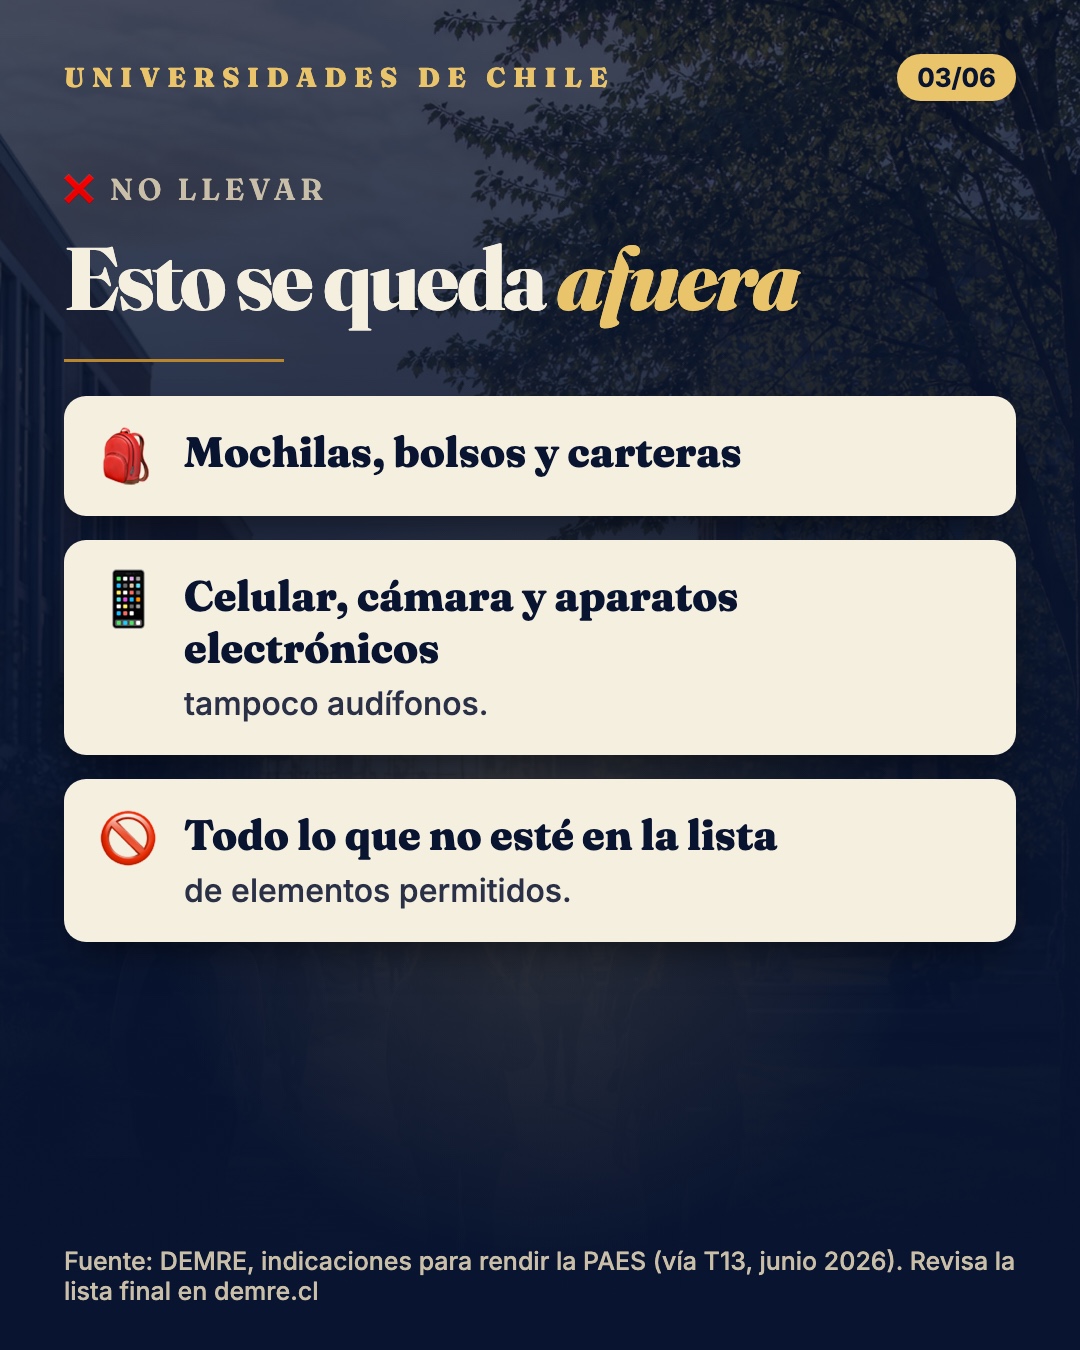 UNIVERSIDADES DE CHILE
03/06
❌ NO LLEVAR
Esto se queda afuera
Mochilas, bolsos y carteras
Celular, cámara y aparatos
electrónicos
tampoco audífonos.
Todo lo que no esté en la lista
de elementos permitidos.
Fuente: DEMRE, indicaciones para rendir la PAES (vía T13, junio 2026). Revisa la
lista final en demre.cl